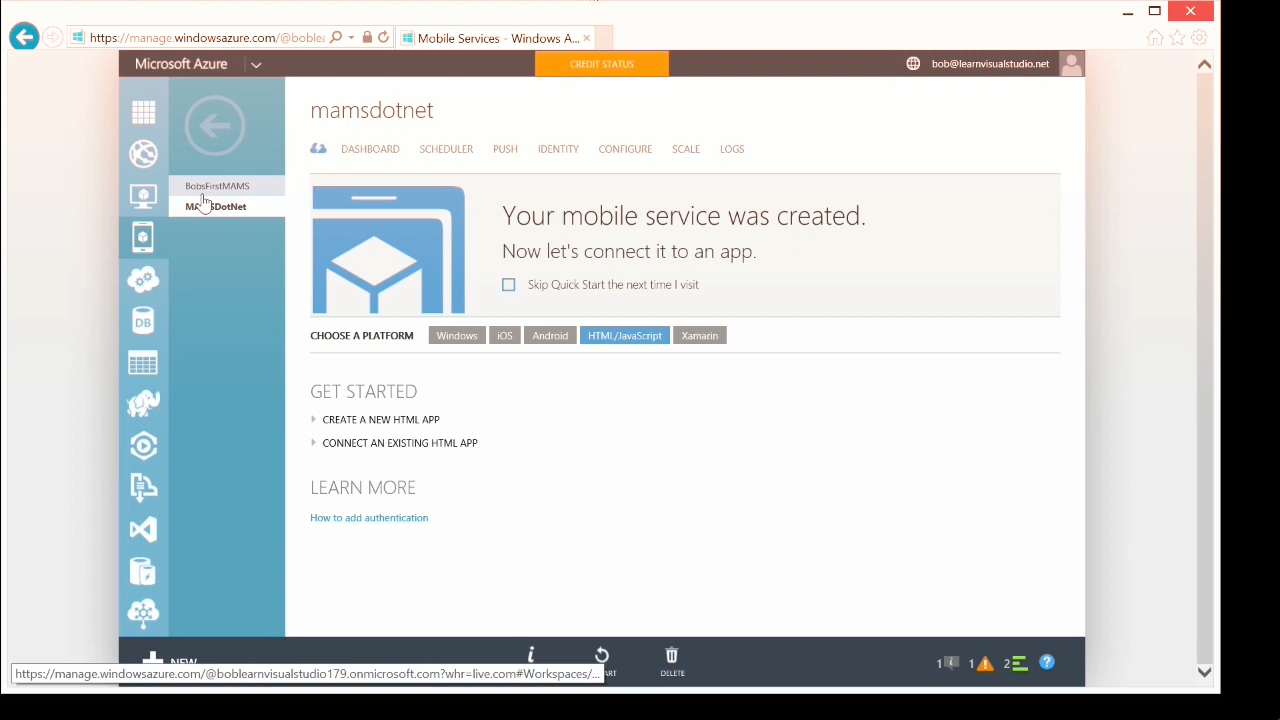 https://manage.windowsazure.com/@boblea
Mobile Services - Windows A...
Microsoft Azure
CREDIT STATUS
bob@learnvisualstudio.net
BobsFirstMAMS
DotNet
DB
mamsdotnet
DASHBOARD SCHEDULER PUSH IDENTITY CONFIGURE SCALE LOGS
Your mobile service was created.
Now let's connect it to an app.
Skip Quick Start the next time I visit
CHOOSE A PLATFORM Windows iOS Android HTML/JavaScript Xamarin
GET STARTED
CREATE A NEW HTML APP
CONNECT AN EXISTING HTML APP
LEARN MORE
How to add authentication
NEW
DELETE
1 1 2 ?
https://manage.windowsazure.com/@boblearnvisualstudio179.onmicrosoft.com?whr=live.com#Workspaces/...